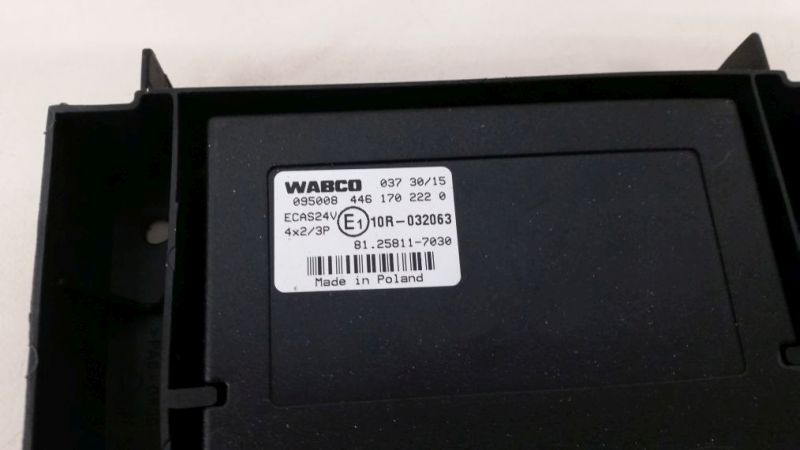 WABCO 037 30/15
095008 446 170 222 0
ECAS24V E1 10R-032063
4x2/3P
81.25811-7030
Made in Poland